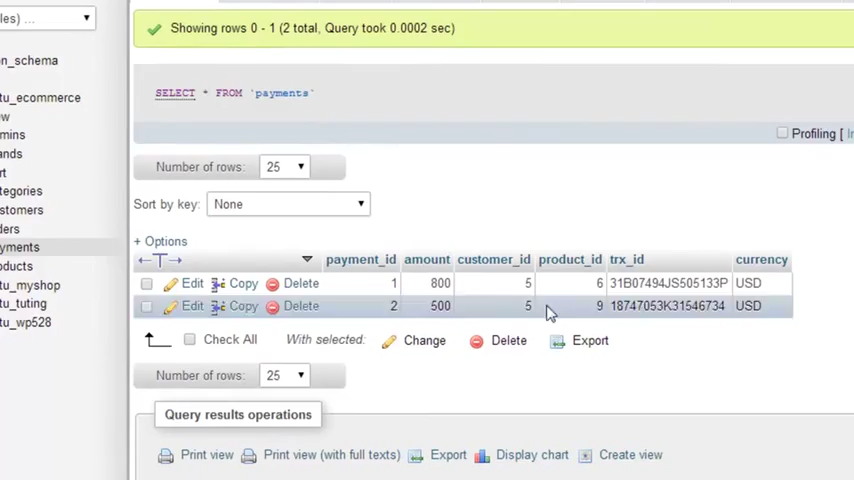 les) ...
on_schema
tu_ecommerce
ew
mins
ands
rt
tegories
stomers
ders
yments
oducts
tu_myshop
tu_tuting
tu_wp528
Showing rows 0 - 1 (2 total, Query took 0.0002 sec)
SELECT * FROM `payments`
Profiling [ In
Number of rows: 25
Sort by key: None
+ Options
←T→ payment_id amount customer_id product_id trx_id currency
Edit Copy Delete 1 800 5 6 31B07494JS505133P USD
Edit Copy Delete 2 500 5 9 18747053K31546734 USD
Check All With selected: Change Delete Export
Number of rows: 25
Query results operations
Print view Print view (with full texts) Export Display chart Create view